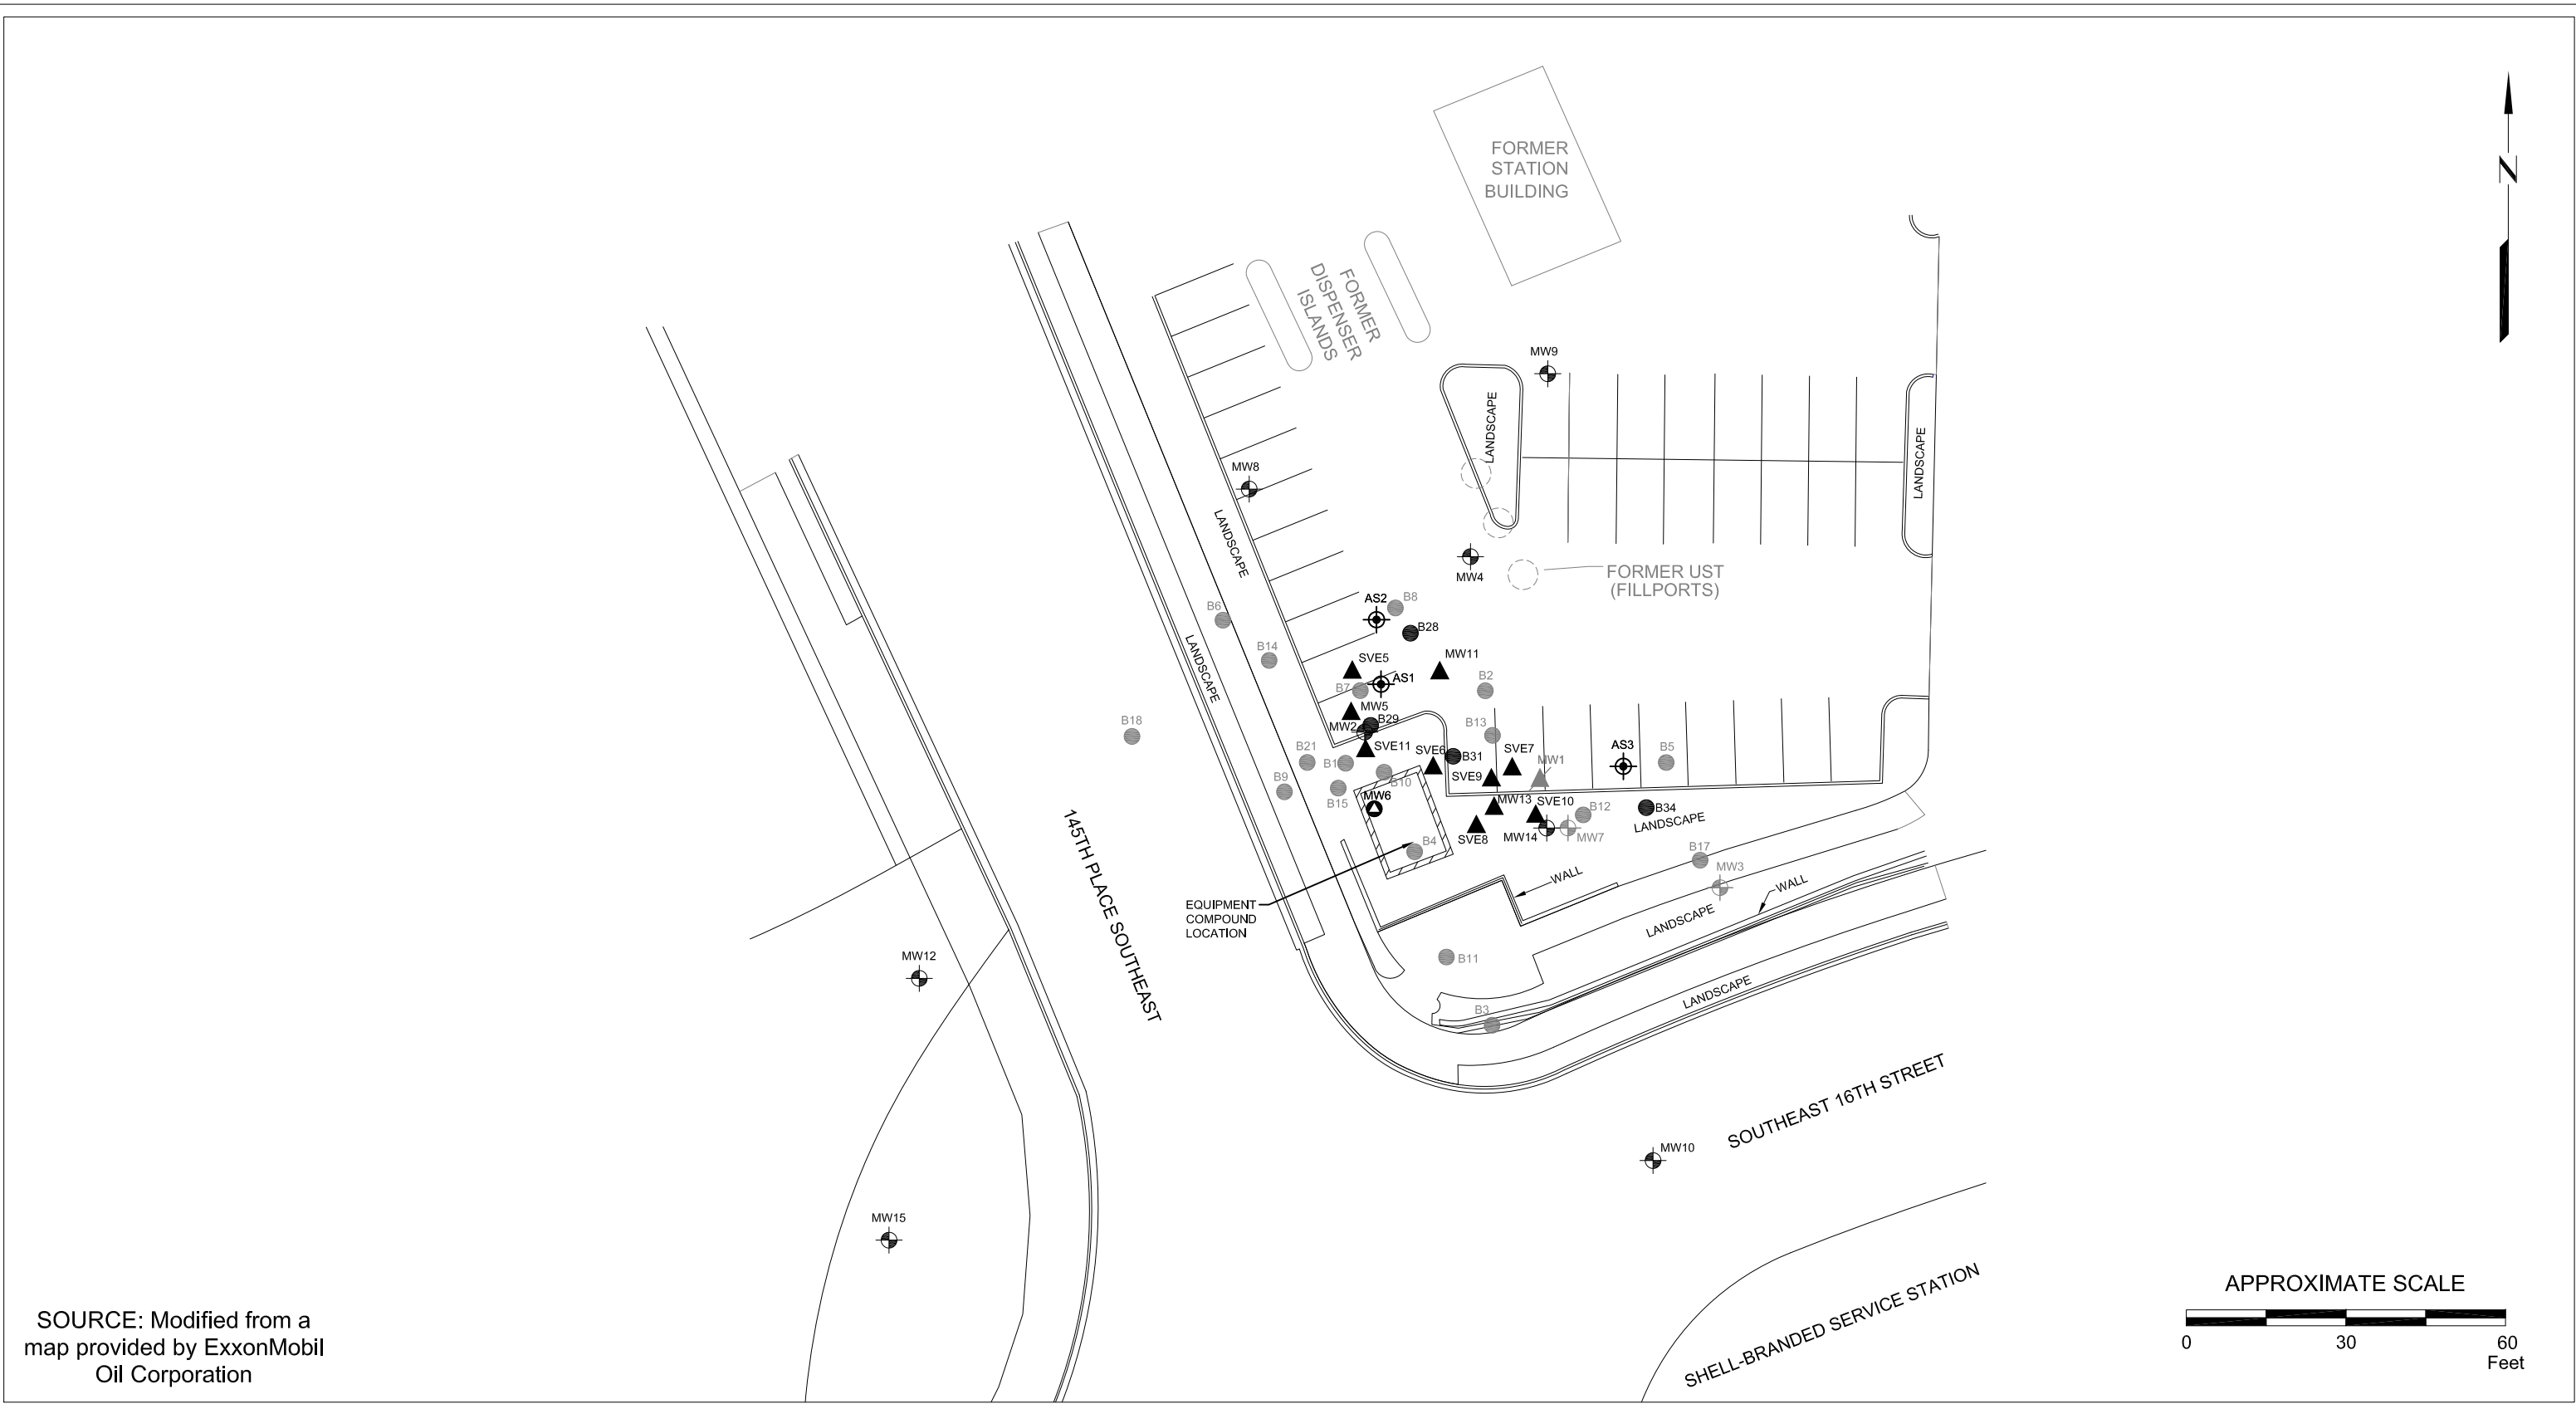 FORMER
STATION
BUILDING
N
FORMER
DISPENSER
ISLANDS
MW9
LANDSCAPE
LANDSCAPE
MW8
LANDSCAPE
MW4
FORMER UST
(FILLPORTS)
AS2
B8
B6
B28
B14
LANDSCAPE
SVE5
MW11
B7
AS1
B2
MW5
B29
MW2
B18
B13
SVE11
SVE6
B31
SVE7
AS3
B5
B21
B1
MW1
B9
B10
SVE9
B15
MW6
MW13
SVE10
B12
B34
LANDSCAPE
B4
SVE8
MW14
MW7
B17
MW3
WALL
WALL
145TH PLACE SOUTHEAST
EQUIPMENT
COMPOUND
LOCATION
LANDSCAPE
MW12
B11
LANDSCAPE
B3
SOUTHEAST 16TH STREET
MW10
MW15
SHELL-BRANDED SERVICE STATION
SOURCE: Modified from a
map provided by ExxonMobil
Oil Corporation
APPROXIMATE SCALE
0 30 60
Feet